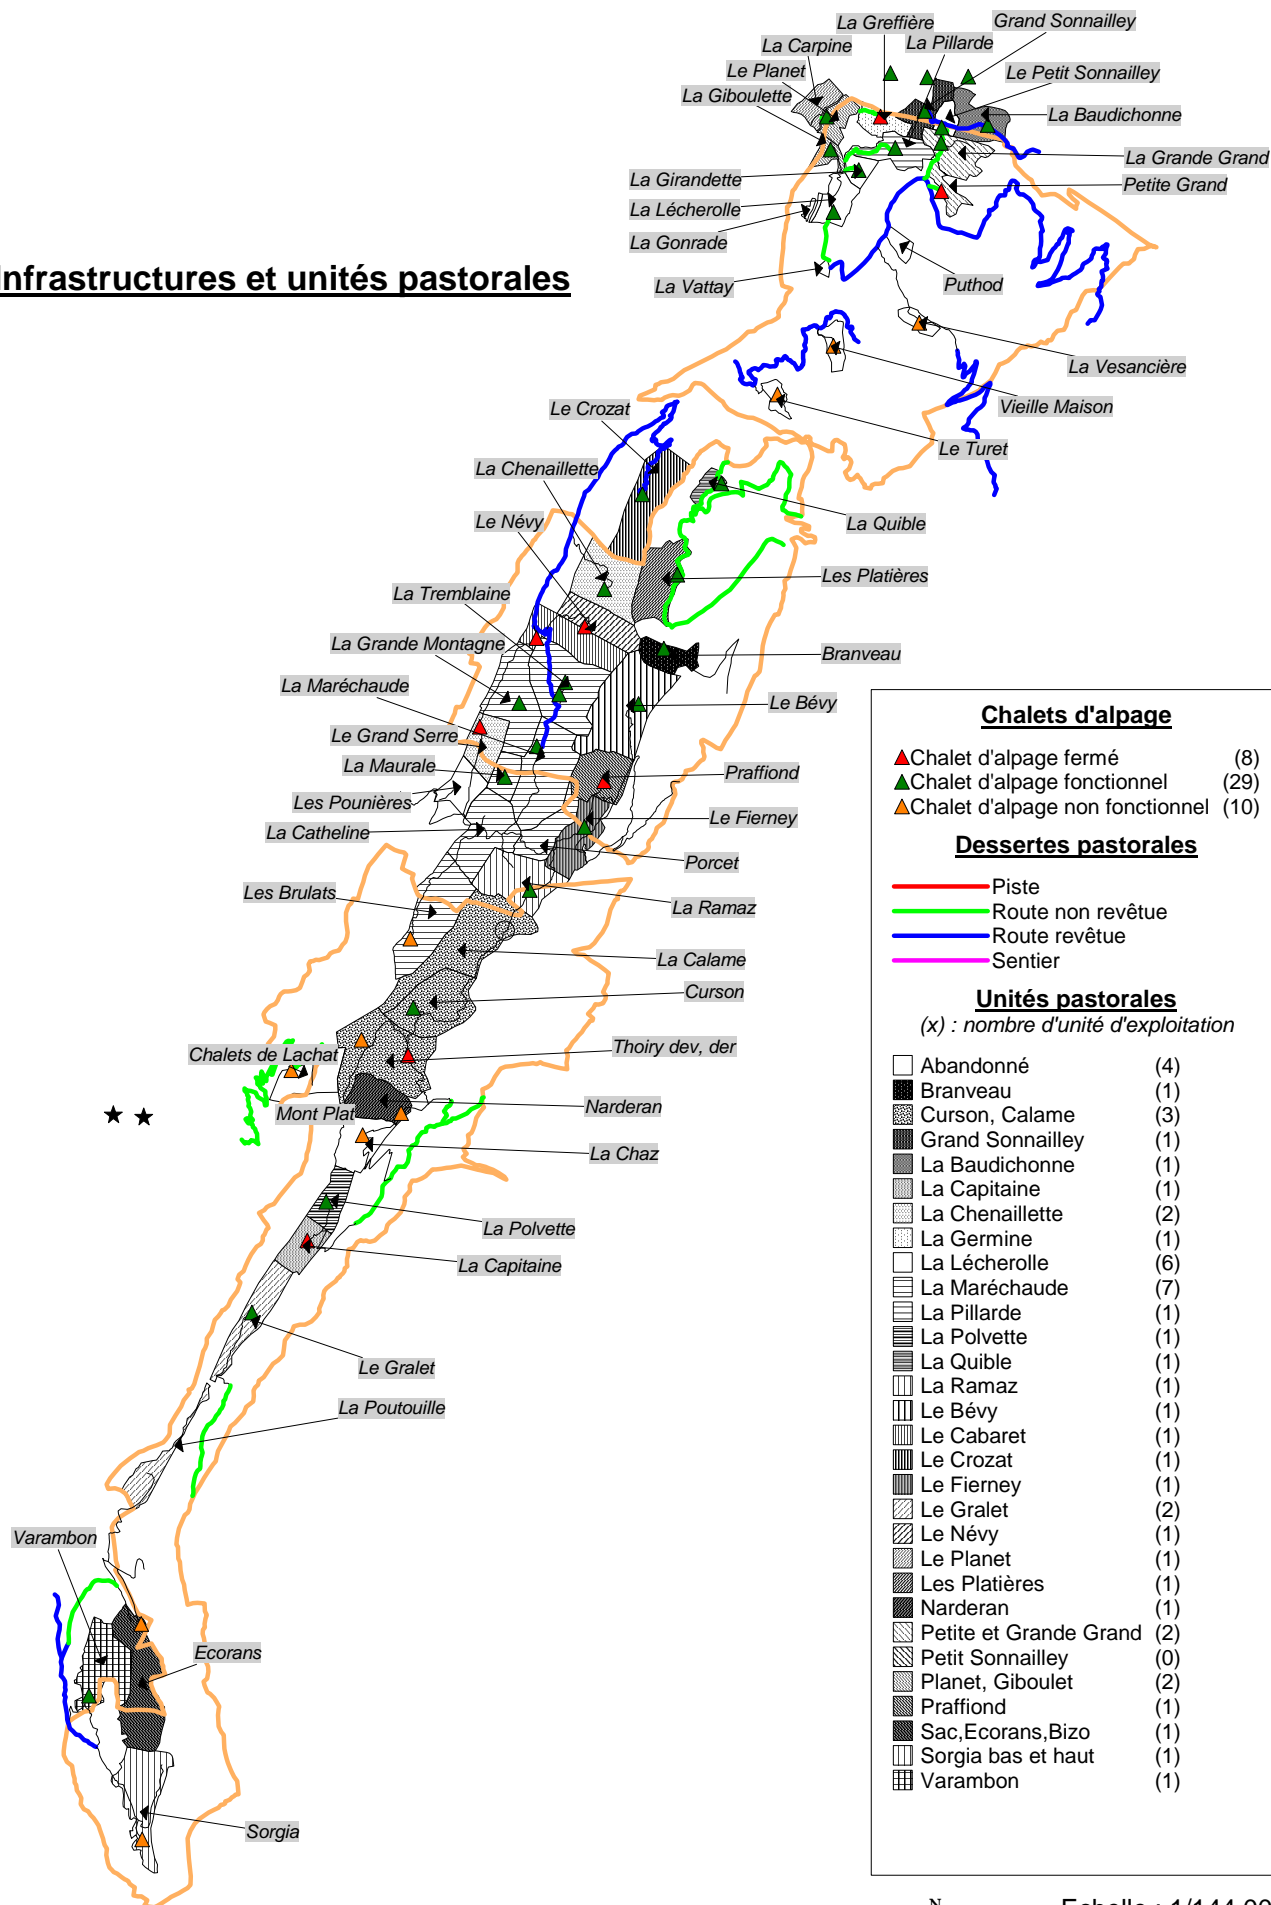 La Greffière
Grand Sonnailley
La Carpine
La Pillarde
Le Planet
Le Petit Sonnailley
La Giboulette
La Baudichonne
La Grande Grand
La Girandette
Petite Grand
La Lécherolle
La Gonrade
Infrastructures et unités pastorales
La Vattay
Puthod
La Vesancière
Vieille Maison
Le Crozat
Le Turet
La Chenaillette
Le Névy
La Quible
La Tremblaine
Les Platières
La Grande Montagne
Branveau
La Maréchaude
Le Bévy
Le Grand Serre
La Maurale
Praffiond
Les Pounières
Le Fierney
La Catheline
Porcet
Les Brulats
La Ramaz
La Calame
Curson
Chalets de Lachat
Thoiry dev, der
Mont Plat
Narderan
La Chaz
La Polvette
La Capitaine
Le Gralet
La Poutouille
Varambon
Ecorans
Sorgia
Chalets d'alpage
Chalet d'alpage fermé (8)
Chalet d'alpage fonctionnel (29)
Chalet d'alpage non fonctionnel (10)
Dessertes pastorales
Piste
Route non revêtue
Route revêtue
Sentier
Unités pastorales
(x) : nombre d'unité d'exploitation
Abandonné (4)
Branveau (1)
Curson, Calame (3)
Grand Sonnailley (1)
La Baudichonne (1)
La Capitaine (1)
La Chenaillette (2)
La Germine (1)
La Lécherolle (6)
La Maréchaude (7)
La Pillarde (1)
La Polvette (1)
La Quible (1)
La Ramaz (1)
Le Bévy (1)
Le Cabaret (1)
Le Crozat (1)
Le Fierney (1)
Le Gralet (2)
Le Névy (1)
Le Planet (1)
Les Platières (1)
Narderan (1)
Petite et Grande Grand (2)
Petit Sonnailley (0)
Planet, Giboulet (2)
Praffiond (1)
Sac,Ecorans,Bizo (1)
Sorgia bas et haut (1)
Varambon (1)
N
Echelle :